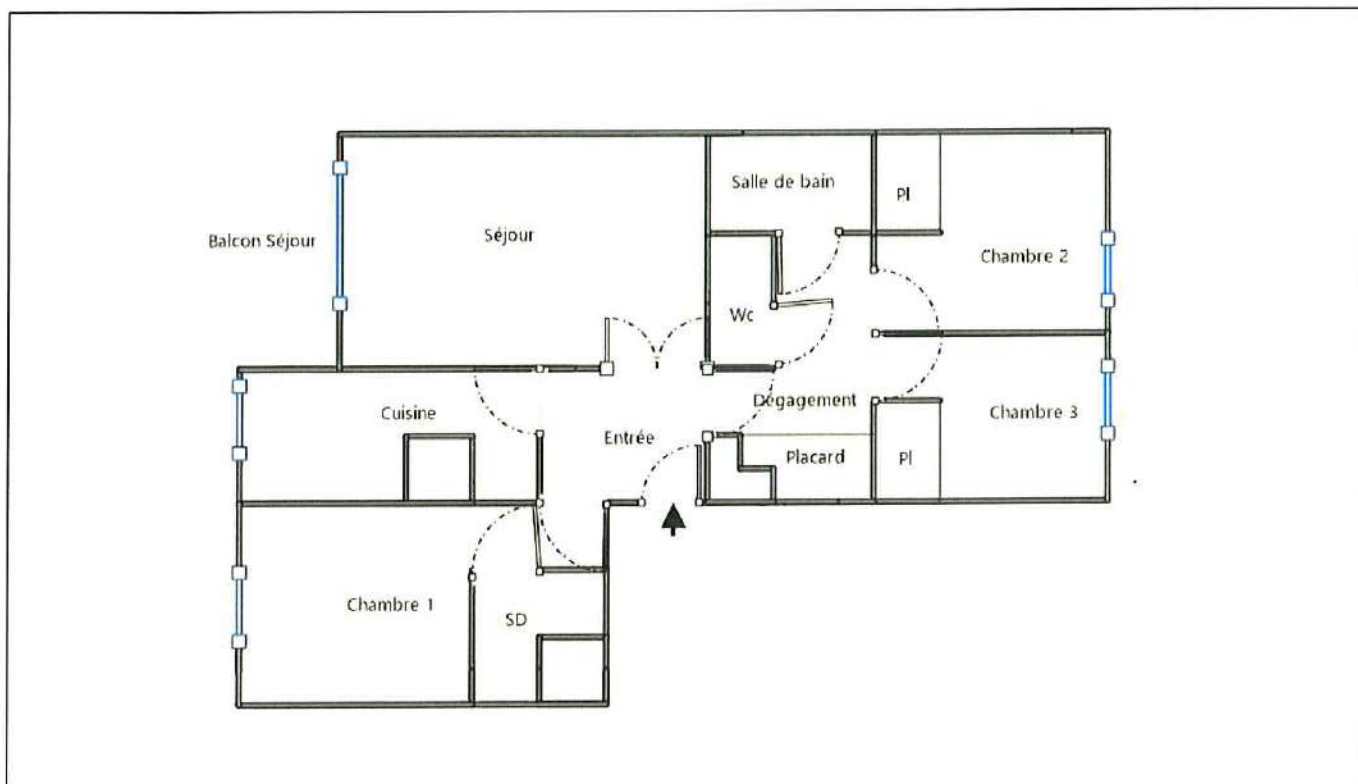 Salle de bain
Pl
Balcon Séjour
Séjour
Chambre 2
Wc
Cuisine
Dégagement
Chambre 3
Entrée
Placard
Pl
Chambre 1
SD